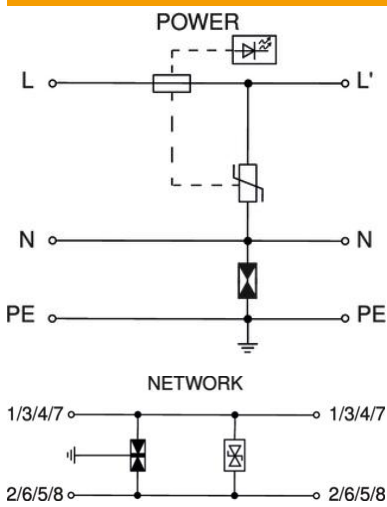 POWER
L L'
N N
PE PE
NETWORK
1/3/4/7 1/3/4/7
2/6/5/8 2/6/5/8